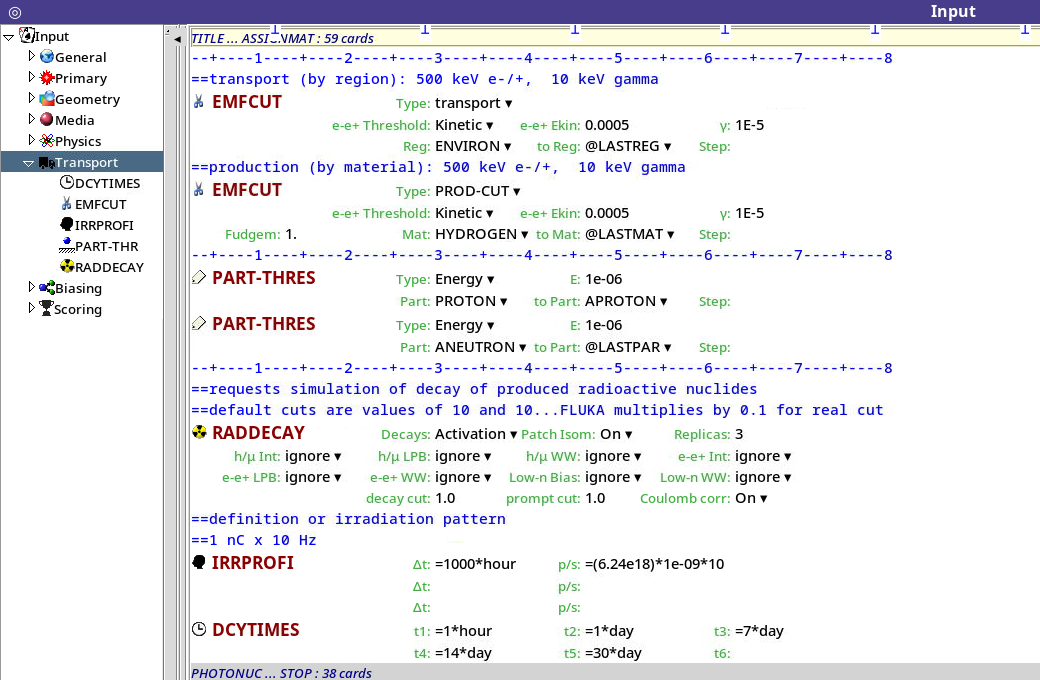 Input
Input
General
Primary
Geometry
Media
Physics
Transport
DCYTIMES
EMFCUT
IRRPROFI
PART-THR
RADDECAY
Biasing
Scoring
TITLE ... ASSIGNMAT : 59 cards
--+----1----+----2----+----3----+----4----+----5----+----6----+----7----+----8
==transport (by region): 500 keV e-/+,  10 keV gamma
EMFCUT Type: transport ▾
e-e+ Threshold: Kinetic ▾ e-e+ Ekin: 0.0005 γ: 1E-5
Reg: ENVIRON ▾ to Reg: @LASTREG ▾ Step:
==production (by material): 500 keV e-/+,  10 keV gamma
EMFCUT Type: PROD-CUT ▾
e-e+ Threshold: Kinetic ▾ e-e+ Ekin: 0.0005 γ: 1E-5
Fudgem: 1. Mat: HYDROGEN ▾ to Mat: @LASTMAT ▾ Step:
--+----1----+----2----+----3----+----4----+----5----+----6----+----7----+----8
PART-THRES Type: Energy ▾ E: 1e-06
Part: PROTON ▾ to Part: APROTON ▾ Step:
PART-THRES Type: Energy ▾ E: 1e-06
Part: ANEUTRON ▾ to Part: @LASTPAR ▾ Step:
--+----1----+----2----+----3----+----4----+----5----+----6----+----7----+----8
==requests simulation of decay of produced radioactive nuclides
==default cuts are values of 10 and 10...FLUKA multiplies by 0.1 for real cut
RADDECAY Decays: Activation ▾ Patch Isom: On ▾ Replicas: 3
h/μ Int: ignore ▾ h/μ LPB: ignore ▾ h/μ WW: ignore ▾ e-e+ Int: ignore ▾
e-e+ LPB: ignore ▾ e-e+ WW: ignore ▾ Low-n Bias: ignore ▾ Low-n WW: ignore ▾
decay cut: 1.0 prompt cut: 1.0 Coulomb corr: On ▾
==definition or irradiation pattern
==1 nC x 10 Hz
IRRPROFI Δt: =1000*hour p/s: =(6.24e18)*1e-09*10
Δt: p/s:
Δt: p/s:
DCYTIMES t1: =1*hour t2: =1*day t3: =7*day
t4: =14*day t5: =30*day t6:
PHOTONUC ... STOP : 38 cards